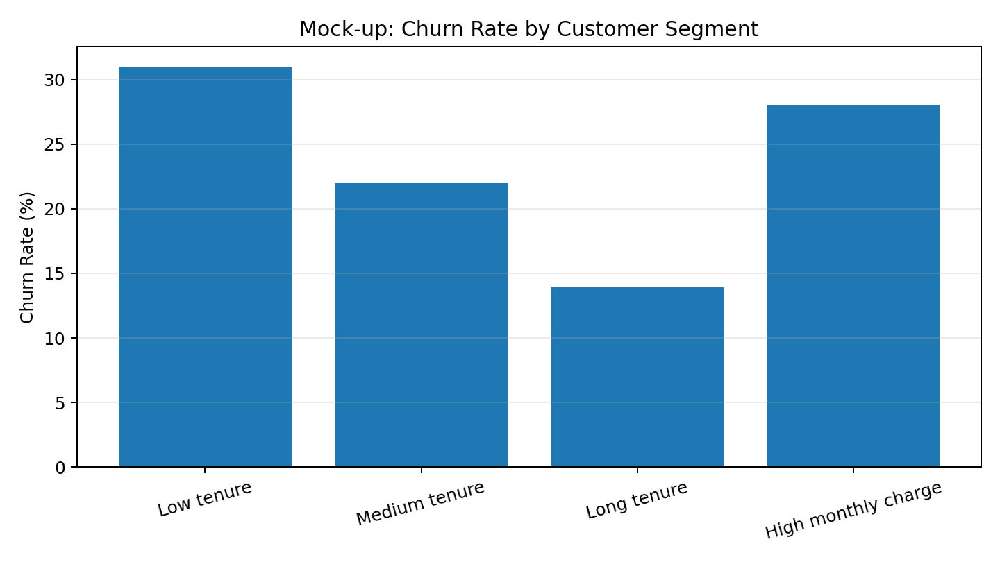 Mock-up: Churn Rate by Customer Segment
Churn Rate (%)
30
25
20
15
10
5
0
Low tenure
Medium tenure
Long tenure
High monthly charge